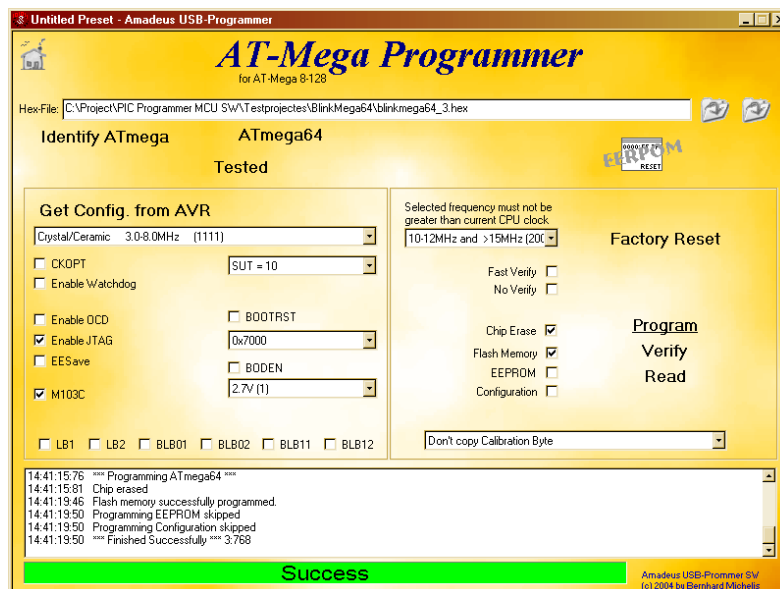 Untitled Preset - Amadeus USB-Programmer
AT-Mega Programmer
for AT-Mega 8-128
Hex-File: C:\Project\PIC Programmer MCU SW\Testprojectes\BlinkMega64\blinkmega64_3.hex
Identify ATmega ATmega64
Tested
0000:FF
RESET
EERPOM
Get Config. from AVR
Crystal/Ceramic 3.0-8.0MHz (1111)
CKOPT SUT = 10
Enable Watchdog
Enable OCD BOOTRST
Enable JTAG 0x7000
EESave BODEN
M103C 2.7V (1)
LB1 LB2 BLB01 BLB02 BLB11 BLB12
Selected frequency must not be
greater than current CPU clock
10-12MHz and >15MHz (200
Factory Reset
Fast Verify
No Verify
Chip Erase Program
Flash Memory Verify
EEPROM Read
Configuration
Don't copy Calibration Byte
14:41:15:76 *** Programming ATmega64 ***
14:41:15:81 Chip erased
14:41:19:46 Flash memory successfully programmed.
14:41:19:50 Programming EEPROM skipped
14:41:19:50 Programming Configuration skipped
14:41:19:50 *** Finished Successfully *** 3:768
Success
Amadeus USB-Prommer SW
(c) 2004 by Bernhard Michelis